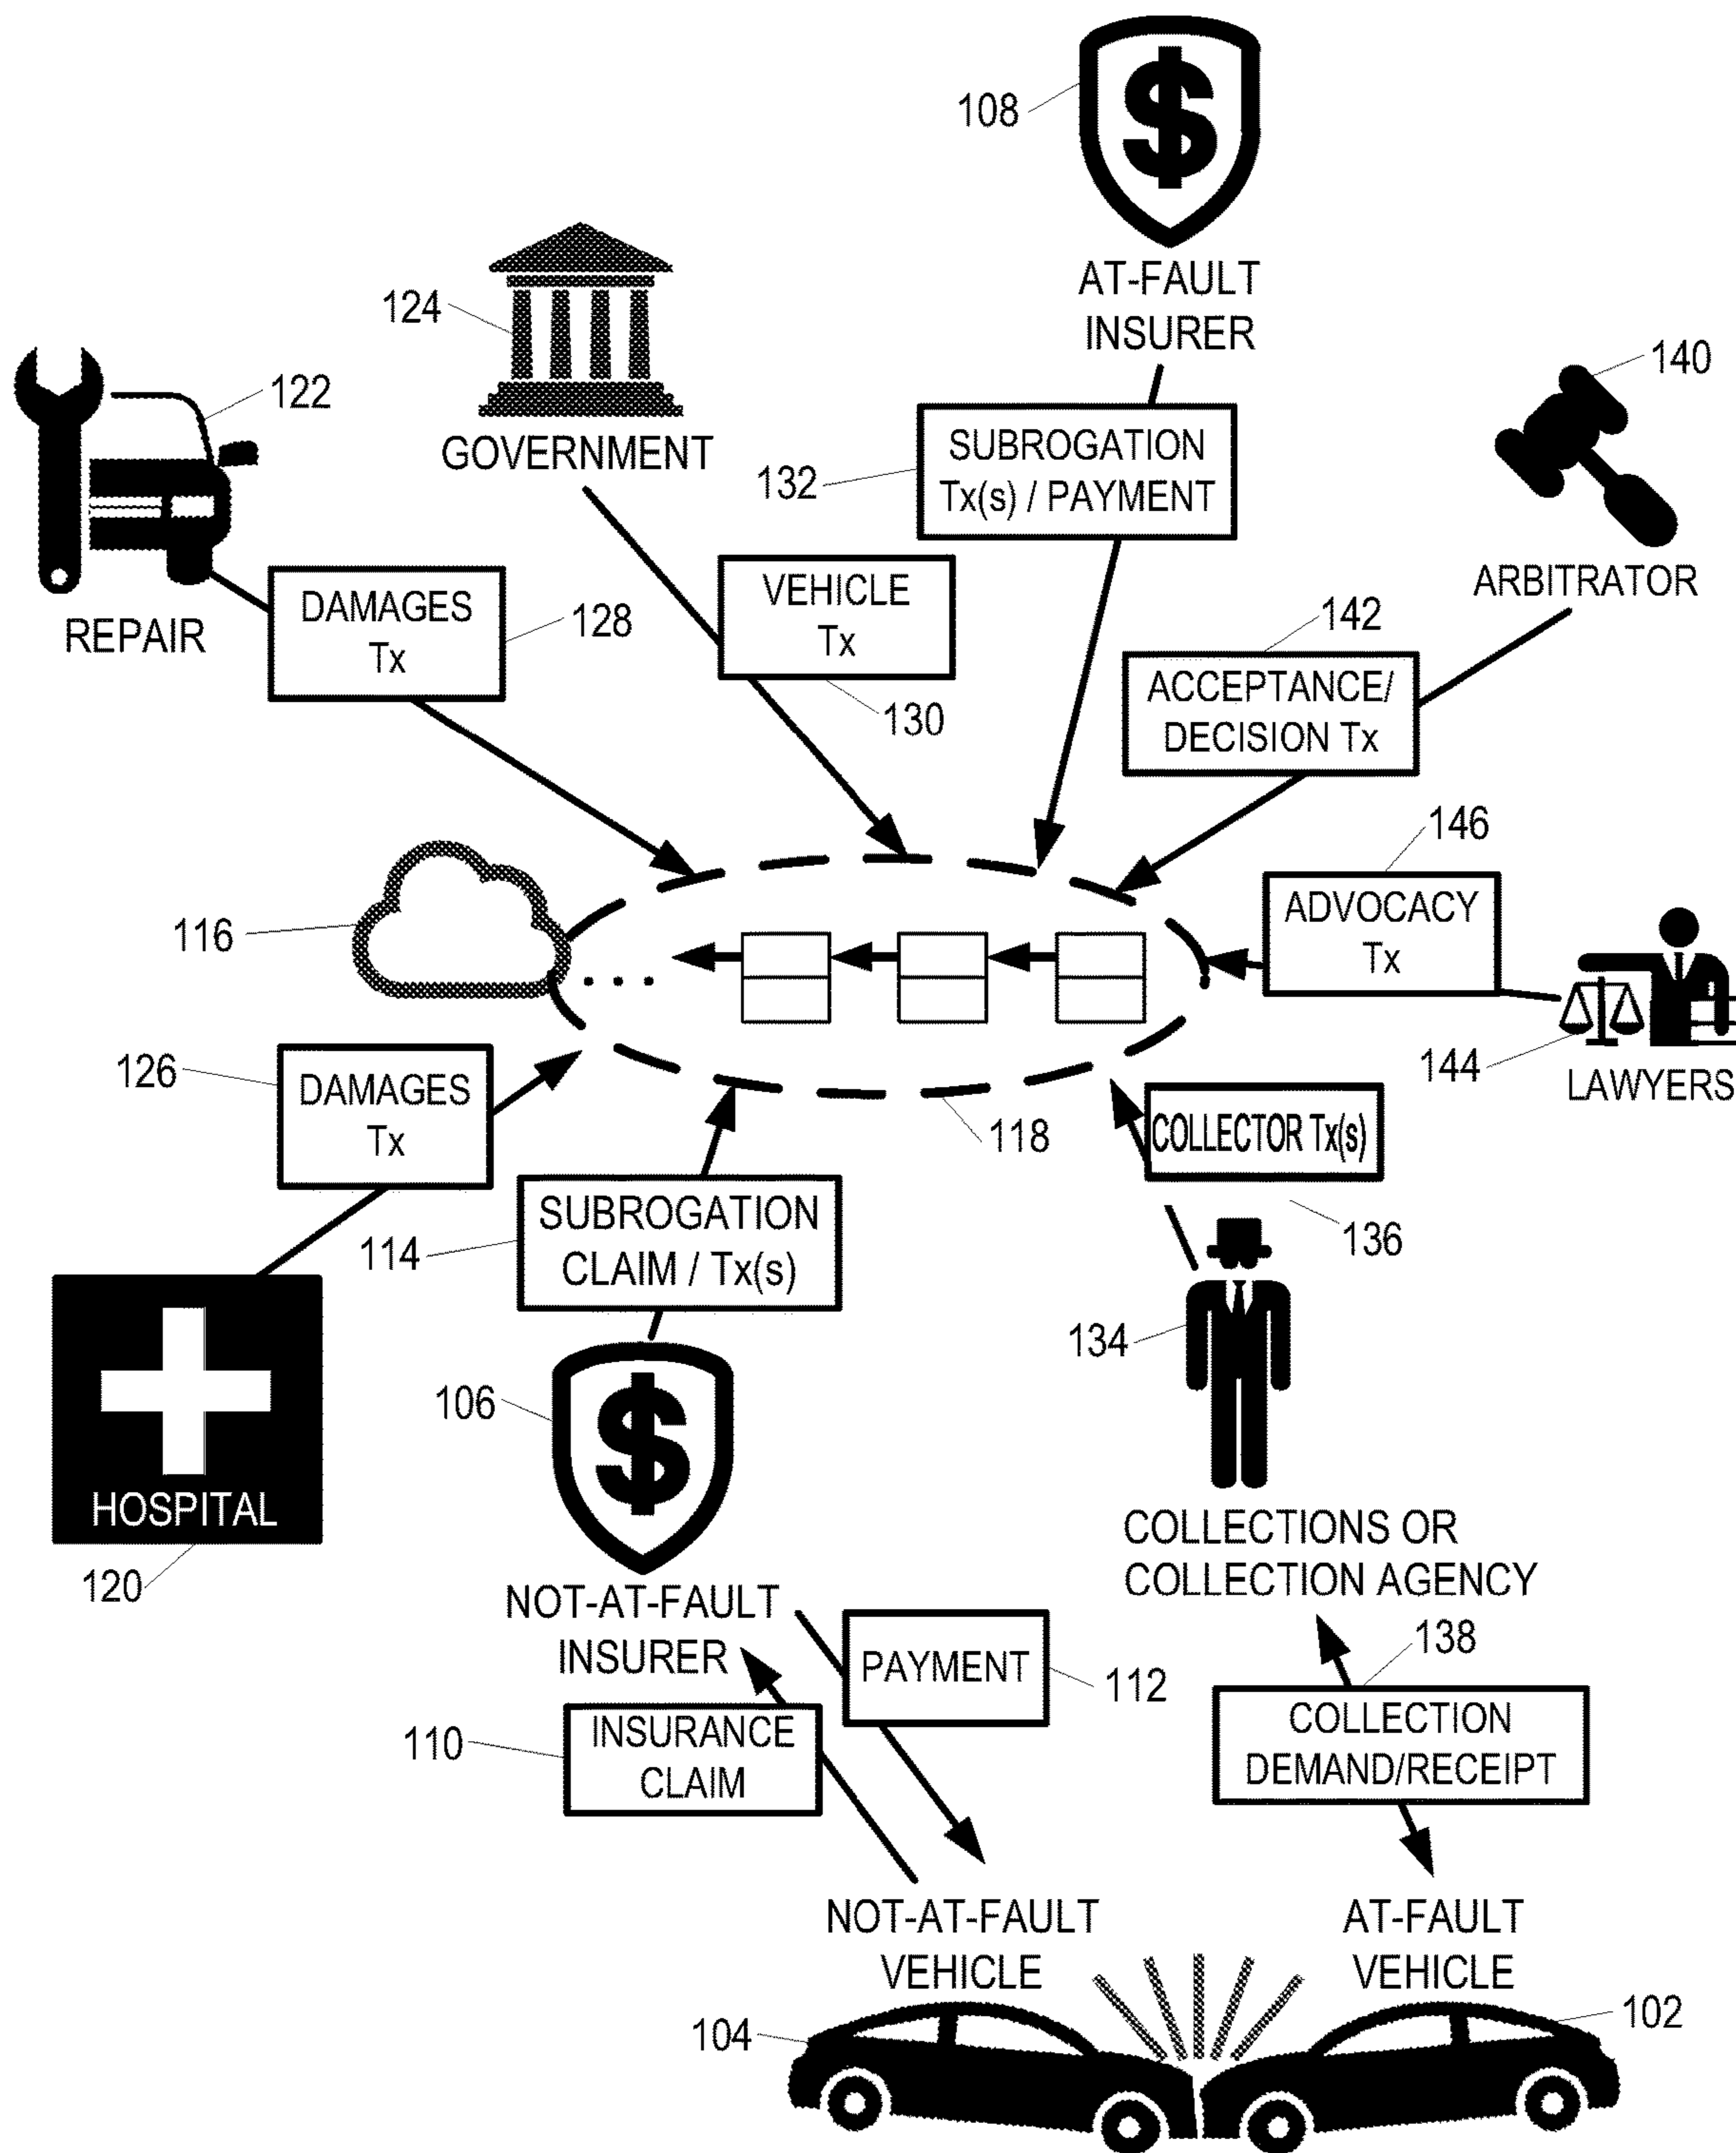 108
AT-FAULT
INSURER
124
GOVERNMENT
122
REPAIR
140
ARBITRATOR
132
SUBROGATION
Tx(s) / PAYMENT
DAMAGES
Tx
128
VEHICLE
Tx
130
142
ACCEPTANCE/
DECISION Tx
146
ADVOCACY
Tx
116
. . .
144
LAWYERS
126
DAMAGES
Tx
118
COLLECTOR Tx(s)
136
114
SUBROGATION
CLAIM / Tx(s)
134
106
HOSPITAL
120
COLLECTIONS OR
COLLECTION AGENCY
NOT-AT-FAULT
INSURER
PAYMENT
112
138
110
INSURANCE
CLAIM
COLLECTION
DEMAND/RECEIPT
NOT-AT-FAULT
VEHICLE
AT-FAULT
VEHICLE
104
102
$
$